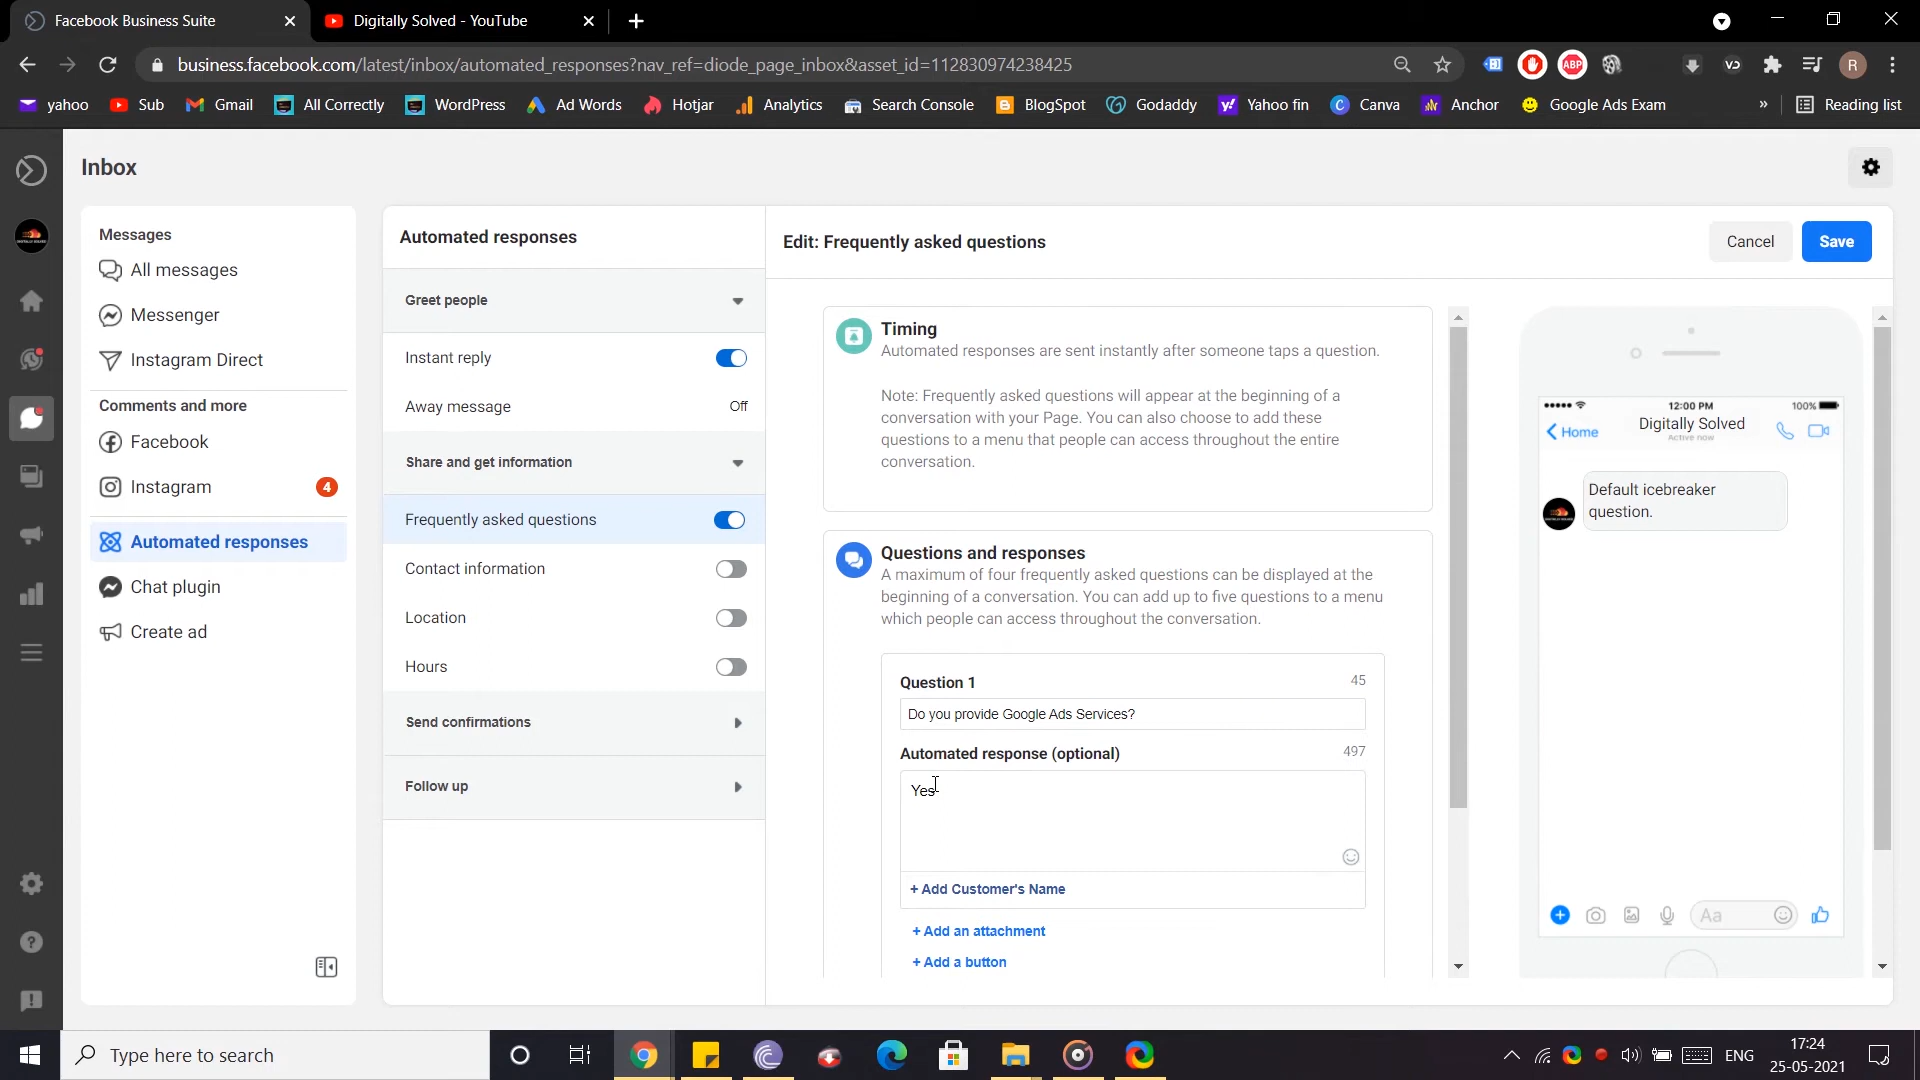 Facebook Business Suite
Digitally Solved - YouTube
business.facebook.com/latest/inbox/automated_responses?nav_ref=diode_page_inbox&asset_id=112830974238425
ABP
VD
R
yahoo
Sub
Gmail
All Correctly
WordPress
Ad Words
Hotjar
Analytics
Search Console
BlogSpot
Godaddy
Yahoo fin
Canva
Anchor
Google Ads Exam
»
Reading list
Inbox
Messages
All messages
Messenger
Instagram Direct
Comments and more
Facebook
Instagram
4
Automated responses
Chat plugin
Create ad
Automated responses
Greet people
Instant reply
Away message
Off
Share and get information
Frequently asked questions
Contact information
Location
Hours
Send confirmations
Follow up
Edit: Frequently asked questions
Cancel
Save
Timing
Automated responses are sent instantly after someone taps a question.
Note: Frequently asked questions will appear at the beginning of a
conversation with your Page. You can also choose to add these
questions to a menu that people can access throughout the entire
conversation.
Questions and responses
A maximum of four frequently asked questions can be displayed at the
beginning of a conversation. You can add up to five questions to a menu
which people can access throughout the conversation.
Question 1
45
Do you provide Google Ads Services?
Automated response (optional)
497
Yes
+ Add Customer's Name
+ Add an attachment
+ Add a button
12:00 PM
100%
Home
Digitally Solved
Active now
Default icebreaker
question.
Aa
Type here to search
ENG
17:24
25-05-2021